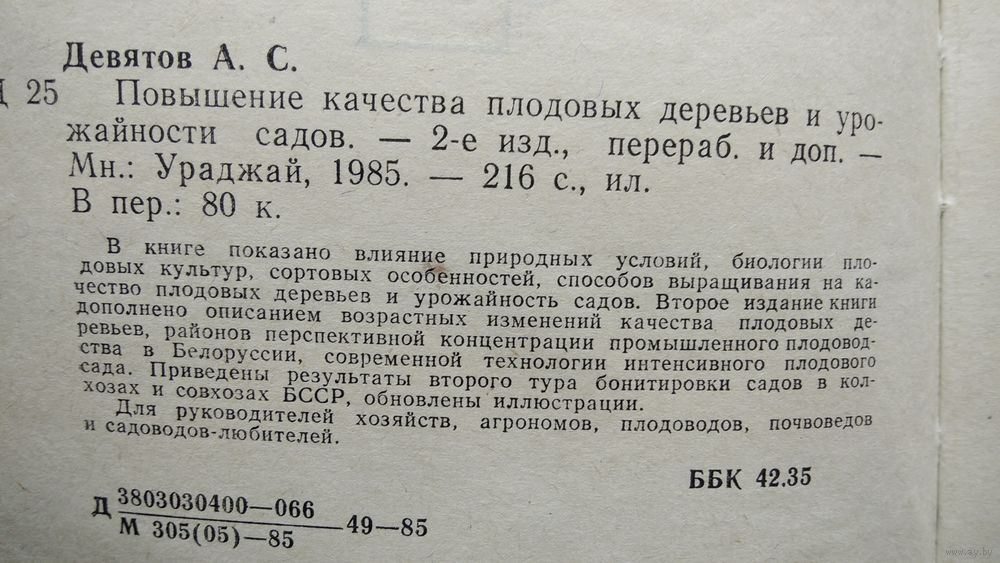 Девятов А. С.
Д 25 Повышение качества плодовых деревьев и уро-
жайности садов. — 2-е изд., перераб. и доп. —
Мн.: Ураджай, 1985. — 216 с., ил.
В пер.: 80 к.
В книге показано влияние природных условий, биологии пло-
довых культур, сортовых особенностей, способов выращивания на ка-
чество плодовых деревьев и урожайность садов. Второе издание книги
дополнено описанием возрастных изменений качества плодовых де-
ревьев, районов перспективной концентрации промышленного плодовод-
ства в Белоруссии, современной технологии интенсивного плодового
сада. Приведены результаты второго тура бонитировки садов в кол-
хозах и совхозах БССР, обновлены иллюстрации.
Для руководителей хозяйств, агрономов, плодоводов, почвоведов
и садоводов-любителей.
ББК 42.35
Д 3803030400—066
М 305(05)—85
49—85
www.ay.by